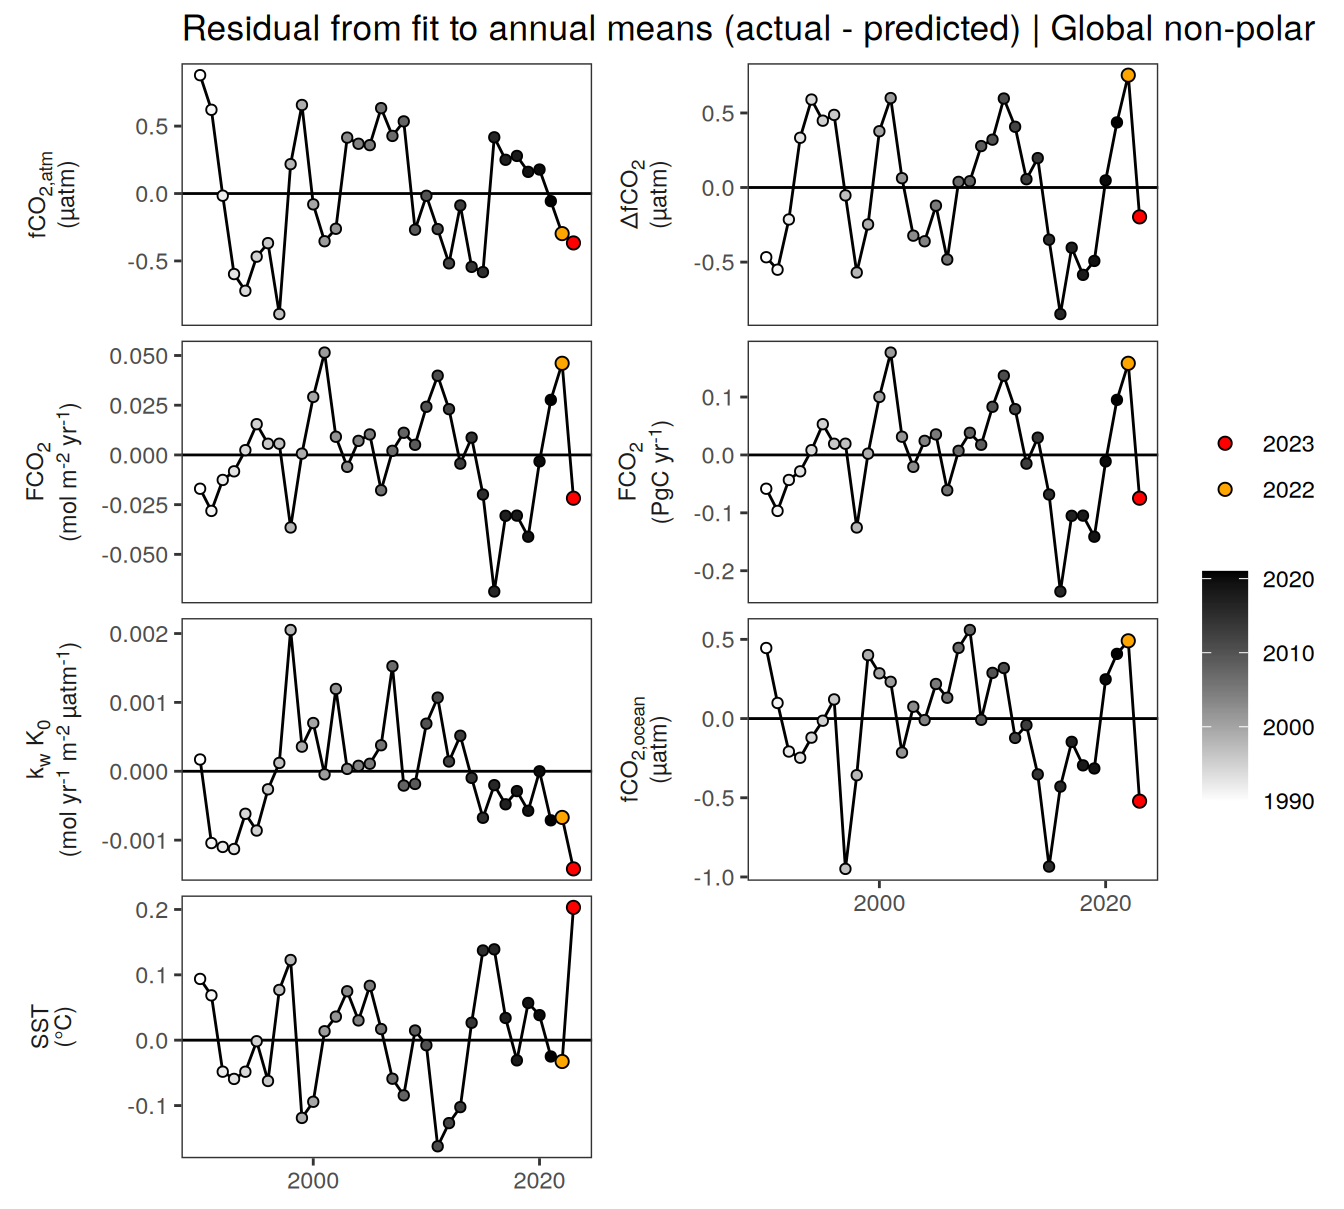 Residual from fit to annual means (actual - predicted) | Global non-polar
fCO2,atm
(µatm)
0.5
0.0
-0.5
ΔfCO2
(µatm)
0.5
0.0
-0.5
FCO2
(mol m-2 yr-1)
0.050
0.025
0.000
-0.025
-0.050
FCO2
(PgC yr-1)
0.1
0.0
-0.1
-0.2
kw K0
(mol yr-1 m-2 µatm-1)
0.002
0.001
0.000
-0.001
fCO2,ocean
(µatm)
0.5
0.0
-0.5
-1.0
2000
2020
SST
(°C)
0.2
0.1
0.0
-0.1
2000
2020
2023
2022
2020
2010
2000
1990